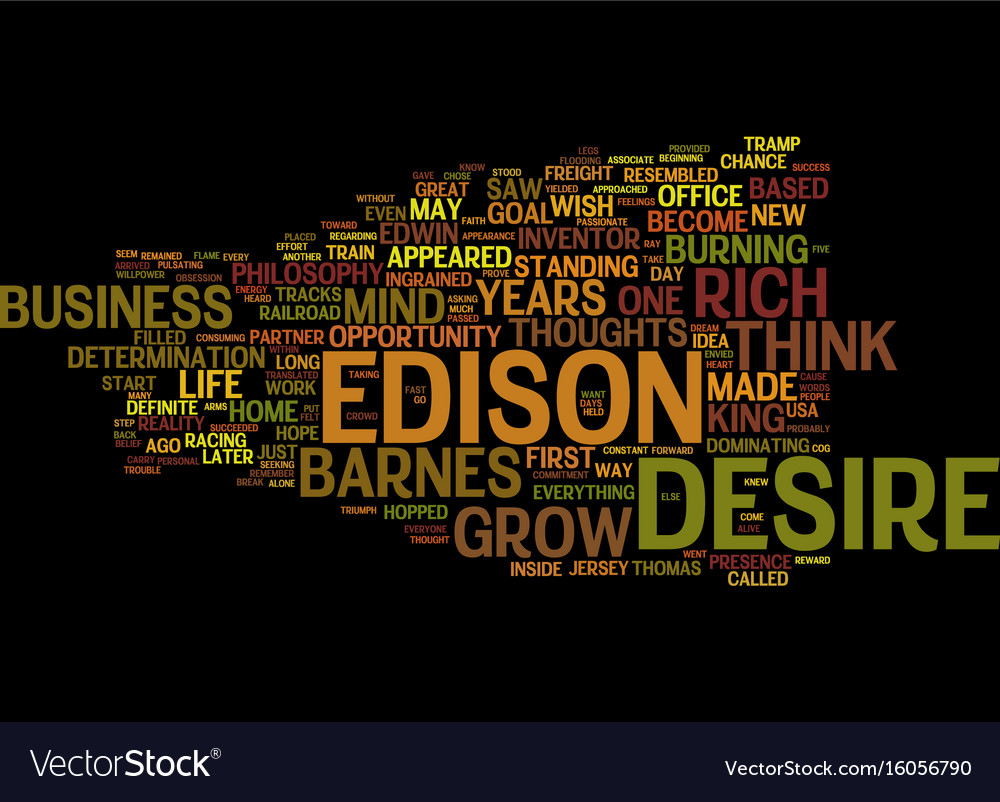 TRAMP
LEGS
PROVIDED
FLOODING ASSOCIATE BEGINNING
CHANCE
KNOW
STOOD
FREIGHT
RESEMBLED
SUCCESS
GAVE CHOSE
GREAT
SAW
YIELDED
APPROACHED
OFFICE
BASED
WITHOUT
EVEN
MAY
FAITH
GOAL
WISH
FEELINGS
PASSIONATE
BECOME
NEW
TOWARD
PLACED
REGARDING
EDWIN
APPEARANCE
INVENTOR
RAY
BURNING
FIVE
EFFORT
ANOTHER
TRAIN
APPEARED
SEEM REMAINED FLAME EVERY
ARRIVED PULSATING
WILLPOWER
OBSESSION
PHILOSOPHY
INGRAINED
PROVE
STANDING
TAKE
DAY
RICH
BUSINESS
ENERGY
HEARD
TRACKS
RAILROAD
MIND
ASKING
MUCH
PASSED
YEARS
ONE
FILLED
CONSUMING
PARTNER
OPPORTUNITY
THOUGHTS
DREAM
IDEA
THINK
DETERMINATION
WITHIN
LONG
ENVIED
HEART
START
MANY
LIFE
TRANSLATED
WORK
EDISON
TAKING
FAST
GO
CROWD
WANT
DAYS
HELD
MADE
CAUSE
WORDS
PEOPLE
DEFINITE
ARMS
HOME
PUT
FELT
KING
USA
STEP
REALITY
SUCCEEDED
HOPE
PROBABLY
BACK
BELIEF
AGO
RACING
LATER
JUST
DOMINATING
COG
CARRY PERSONAL
TROUBLE
SEEKING
REMEMBER
BREAK ALONE
BARNES
FIRST
COMMITMENT
CONSTANT FORWARD
WAY
DESIRE
KNEW
EVERYTHING
ELSE
TRIUMPH
HOPPED
GROW
COME
ALIVE
EVERYONE
THOUGHT
WENT
PRESENCE
REWARD
INSIDE
JERSEY
THOMAS
CALLED
VectorStock®
VectorStock.com/16056790